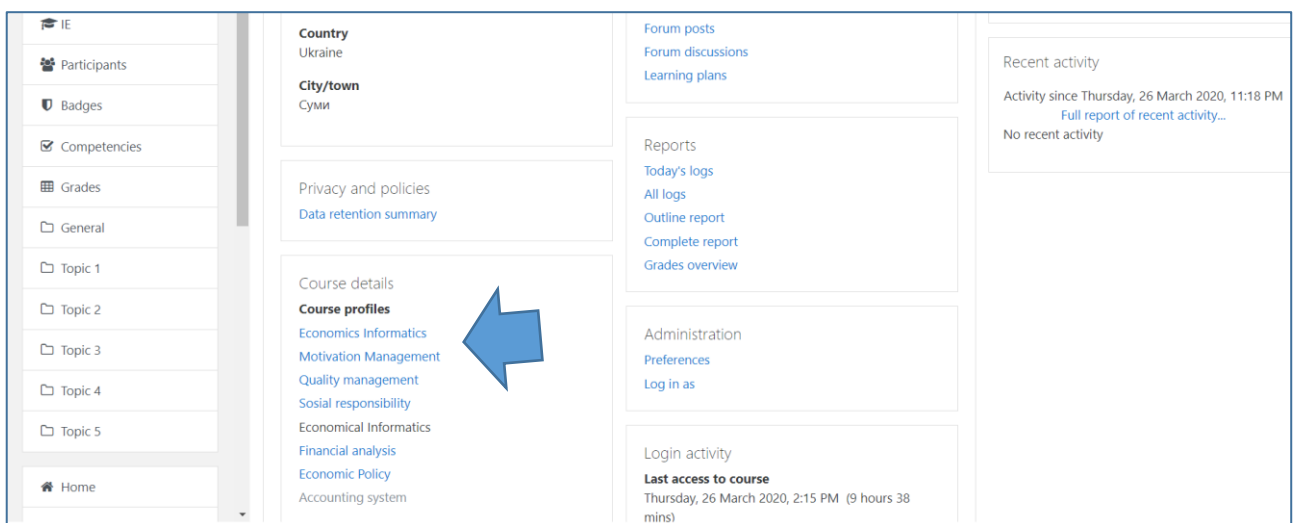 IE
Participants
Badges
Competencies
Grades
General
Topic 1
Topic 2
Topic 3
Topic 4
Topic 5
Home
Country
Ukraine
City/town
Суми
Privacy and policies
Data retention summary
Course details
Course profiles
Economics Informatics
Motivation Management
Quality management
Sosial responsibility
Economical Informatics
Financial analysis
Economic Policy
Accounting system
Forum posts
Forum discussions
Learning plans
Reports
Today's logs
All logs
Outline report
Complete report
Grades overview
Administration
Preferences
Log in as
Login activity
Last access to course
Thursday, 26 March 2020, 2:15 PM (9 hours 38
mins)
Recent activity
Activity since Thursday, 26 March 2020, 11:18 PM
Full report of recent activity...
No recent activity